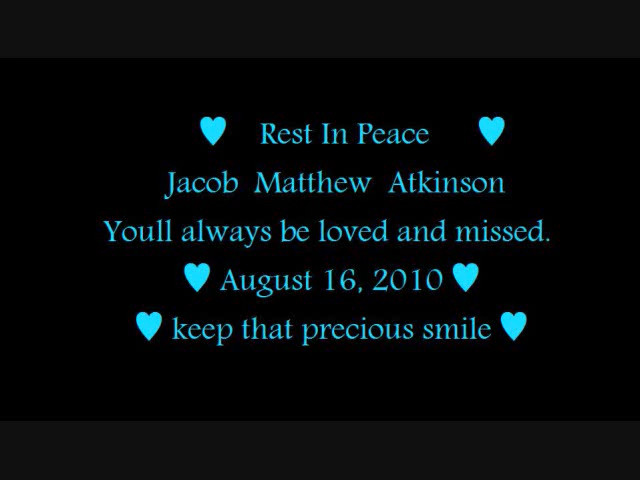 ♥ Rest In Peace ♥
Jacob Matthew Atkinson
Youll always be loved and missed.
♥ August 16, 2010 ♥
♥ keep that precious smile ♥